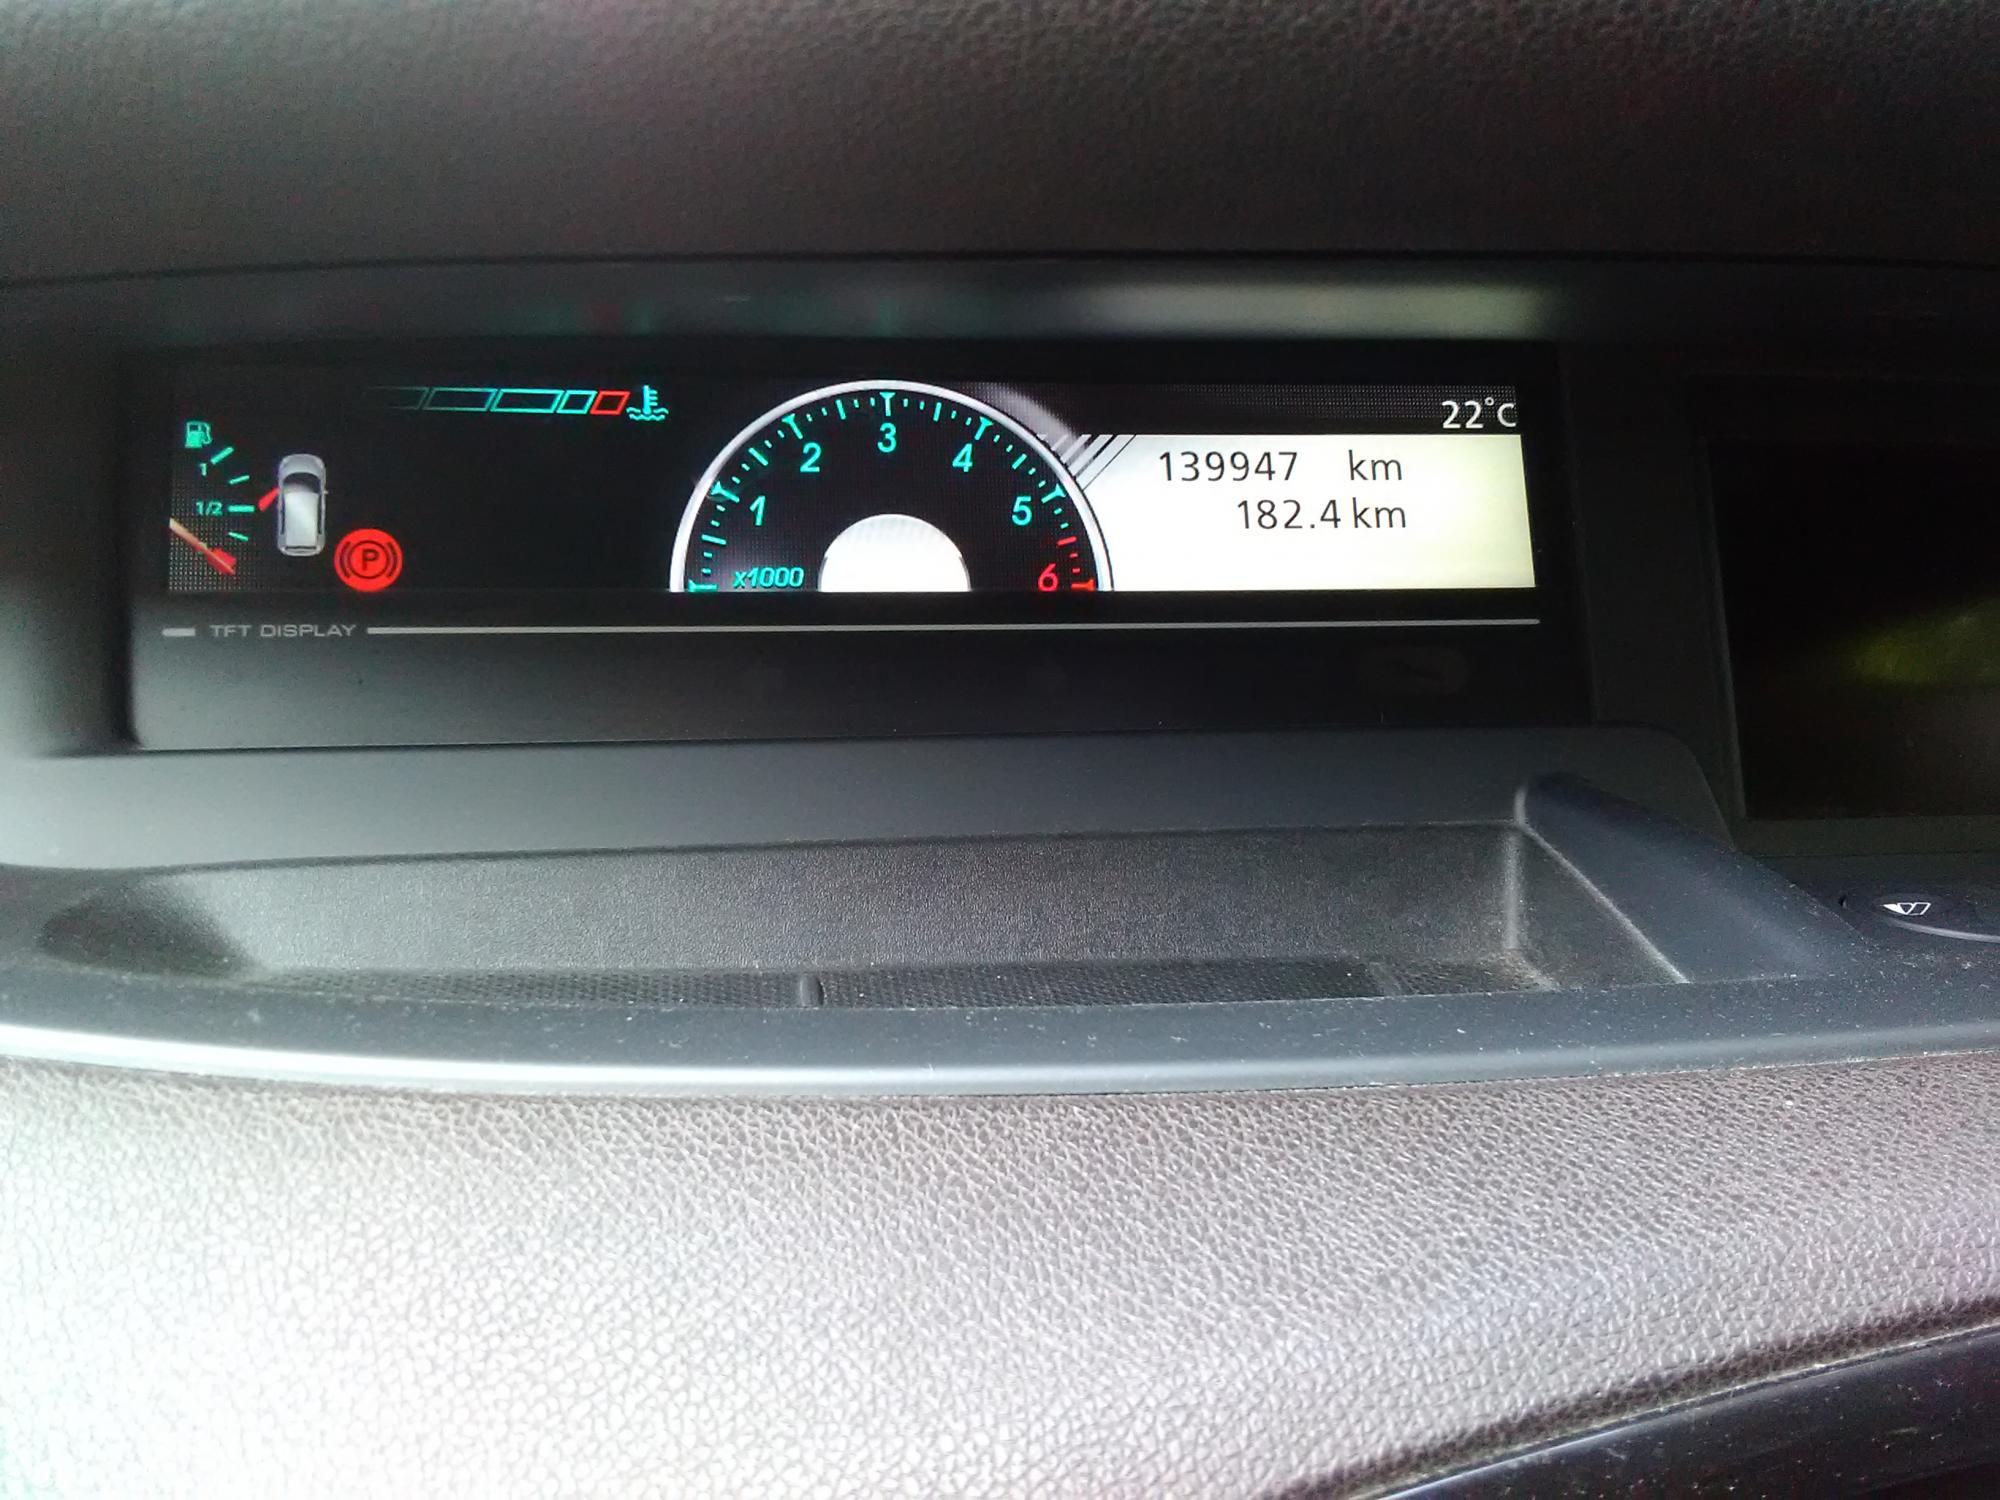 22°C
139947 km
182.4 km
1
1/2
P
1
2
3
4
5
6
x1000
TFT DISPLAY